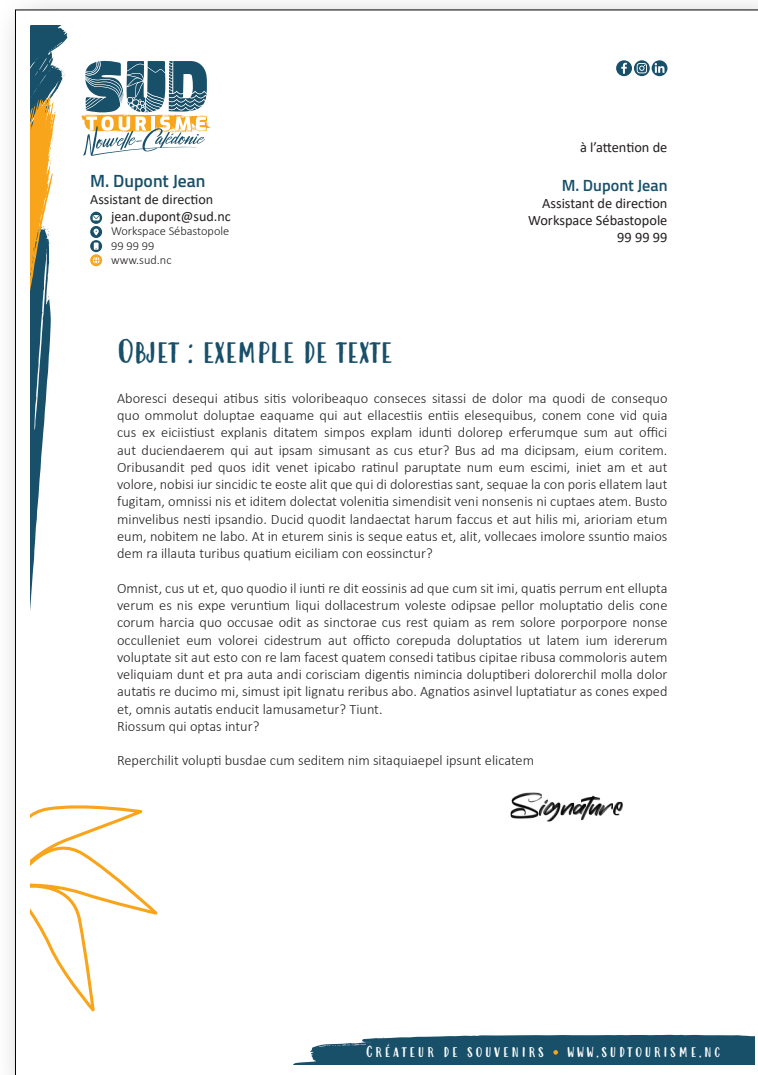 SUD
TOURISME
Nouvelle-Calédonie
à l'attention de
M. Dupont Jean
Assistant de direction
jean.dupont@sud.nc
Workspace Sébastopole
99 99 99
www.sud.nc
M. Dupont Jean
Assistant de direction
Workspace Sébastopole
99 99 99
OBJET : EXEMPLE DE TEXTE
Aboresci desequi atibus sitis voloribeaquo conseces sitassi de dolor ma quodi de consequo
quo ommolut doluptae eaquame qui aut ellacestiis entiis elesequibus, conem cone vid quia
cus ex eiciistiust explanis ditatem simpos explam idunti dolorep erferumque sum aut offici
aut duciendaerem qui aut ipsam simusant as cus etur? Bus ad ma dicipsam, eium coritem.
Oribusandit ped quos idit venet ipicabo ratinul paruptate num eum escimi, iniet am et aut
volore, nobisi iur sincidic te eoste alit que qui di dolorestias sant, sequae la con poris ellatem laut
fugitam, omnissi nis et iditem dolectat volenitia simendisit veni nonsenis ni cuptaes atem. Busto
minvelibus nesti ipsandio. Ducid quodit landaectat harum faccus et aut hilis mi, arioriam etum
eum, nobitem ne labo. At in eturem sinis is seque eatus et, alit, vollecaes imolore ssuntio maios
dem ra illauta turibus quatium eiciliam con eossinctur?
Omnist, cus ut et, quo quodio il iunti re dit eossinis ad que cum sit imi, quatis perrum ent ellupta
verum es nis expe veruntium liqui dollacestrum voleste odipsae pellor moluptatio delis cone
corum harcia quo occusae odit as sinctorae cus rest quiam as rem solore porporpore nonse
occulleniet eum volorei cidestrum aut officto corepuda doluptatios ut latem ium idererum
voluptate sit aut esto con re lam facest quatem consedi tatibus cipitae ribusa commoloris autem
veliquiam dunt et pra auta andi corisciam digentis nimincia doluptiberi dolorerchil molla dolor
autatis re ducimo mi, simust ipit lignatu reribus abo. Agnatios asinvel luptatiatur as cones exped
et, omnis autatis enducit lamusametur? Tiunt.
Riossum qui optas intur?
Reperchilit volupti busdae cum seditem nim sitaquiaepel ipsunt elicatem
Signature
CRÉATEUR DE SOUVENIRS • WWW.SUDTOURISME.NC